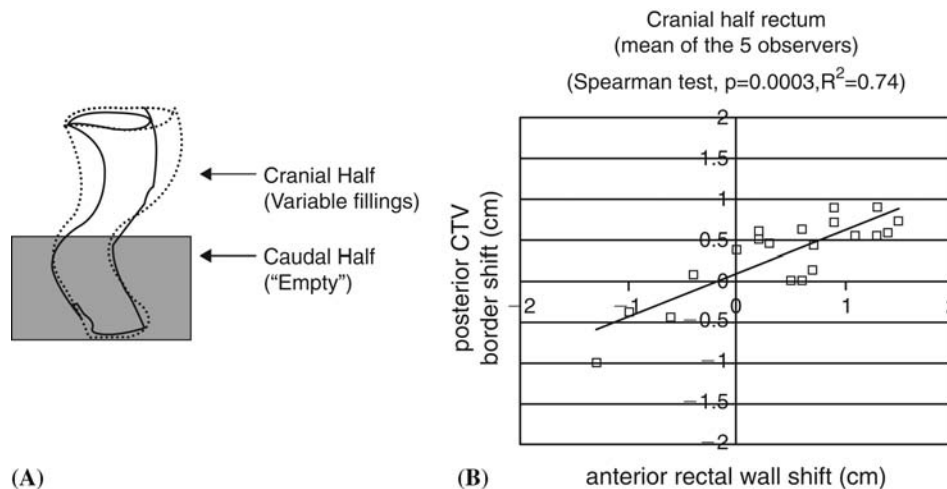 Cranial Half
(Variable fillings)
Caudal Half
(“Empty”)
(A)
Cranial half rectum
(mean of the 5 observers)
(Spearman test, p=0.0003,R²=0.74)
posterior CTV
border shift (cm)
2
1.5
1
0.5
0
−0.5
−1
−1.5
−2
−2
−1
0
1
2
anterior rectal wall shift (cm)
(B)